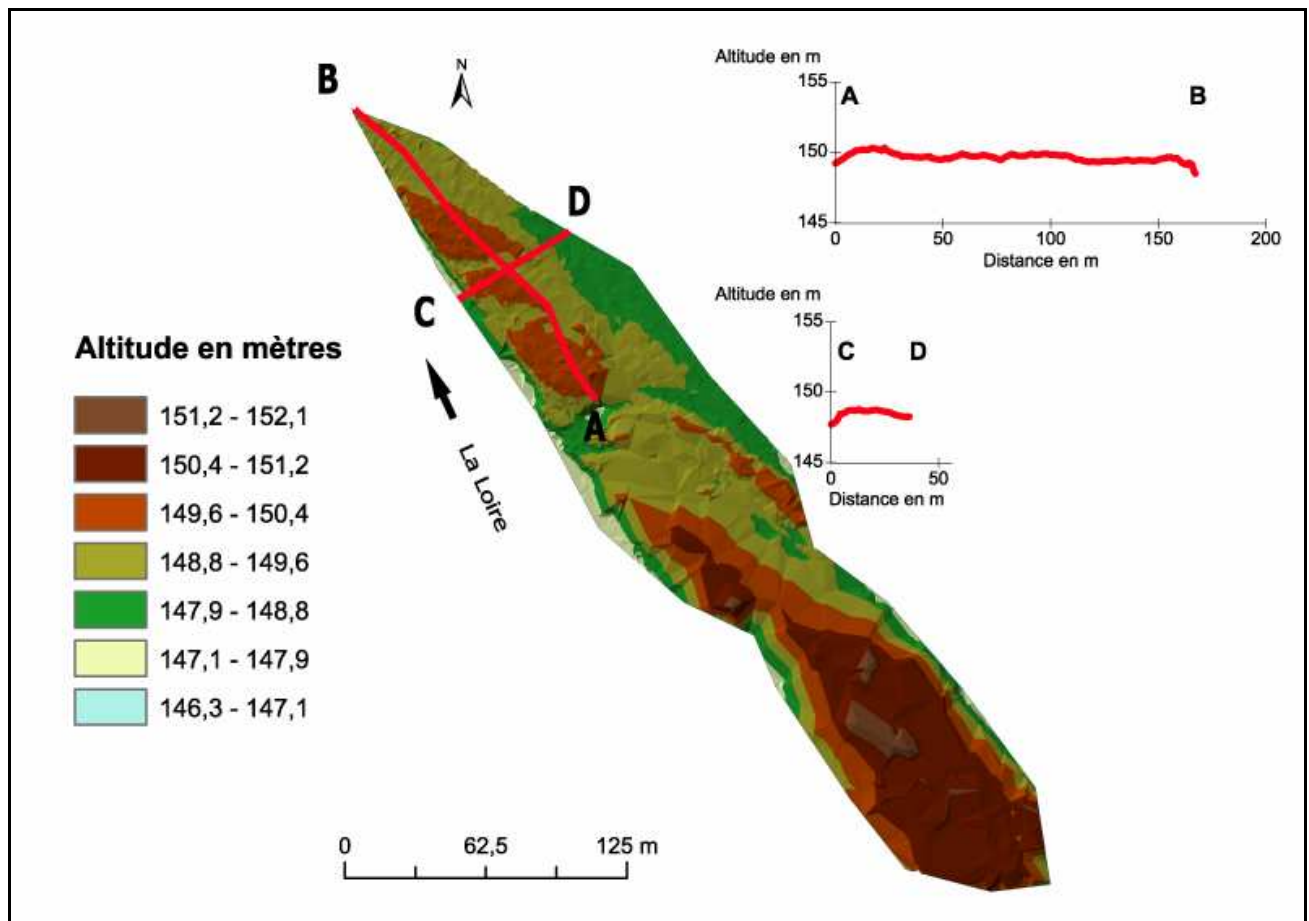 B
N
D
C
A
La Loire
Altitude en mètres
151,2 - 152,1
150,4 - 151,2
149,6 - 150,4
148,8 - 149,6
147,9 - 148,8
147,1 - 147,9
146,3 - 147,1
0 62,5 125 m
Altitude en m
155
A B
150
145
0 50 100 150 200
Distance en m
Altitude en m
155
C D
150
145
0 50
Distance en m